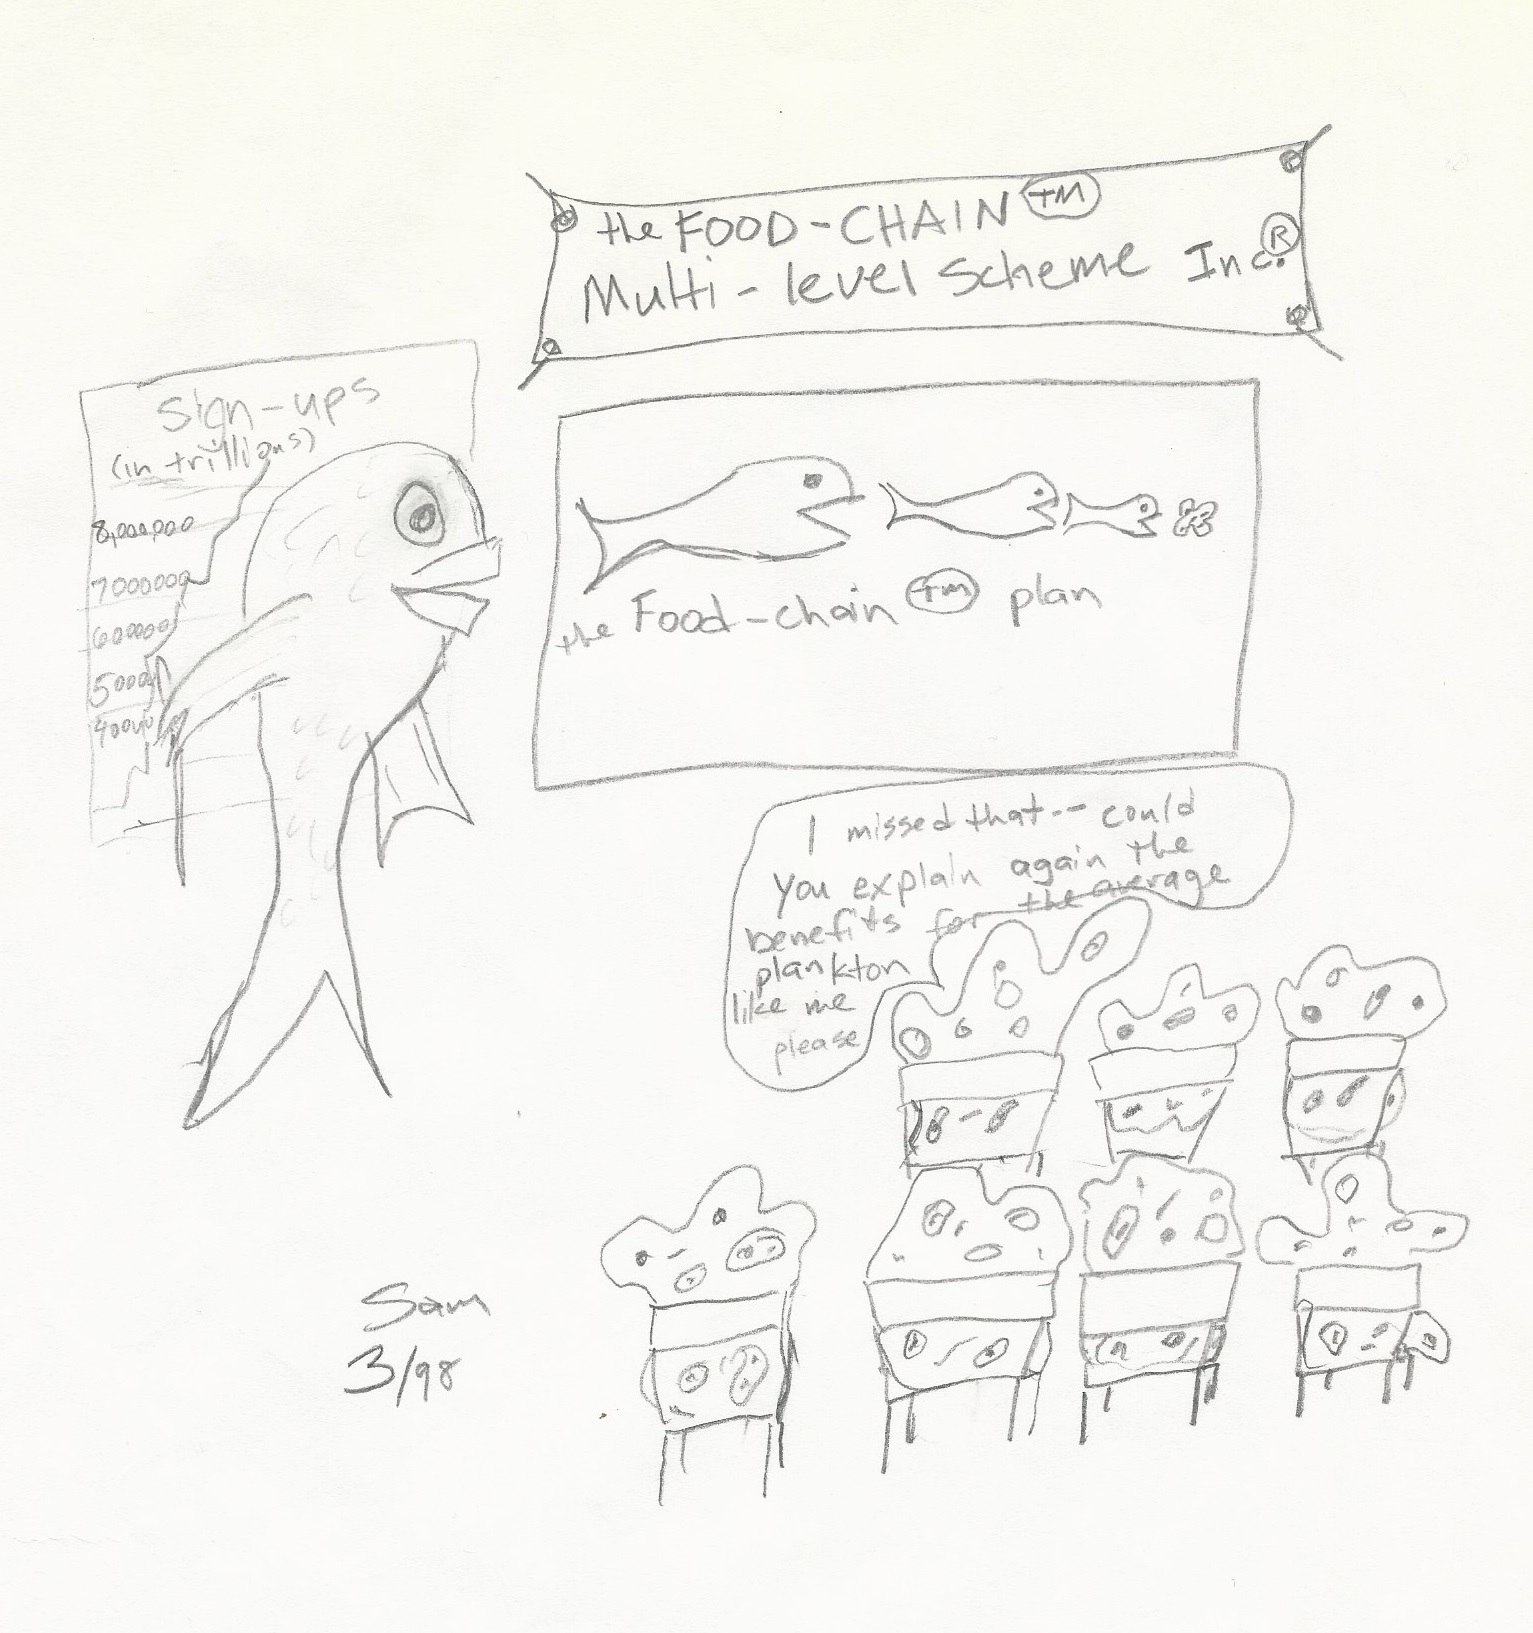 the FOOD-CHAIN TM
Multi-level Scheme Inc. ®
Sign-ups
(in trillions)
8,000,000
7000000
600000
5000
4000
the Food-chain TM plan
I missed that-- could
you explain again the
benefits for the average
plankton
like me
please
Sam
3/98